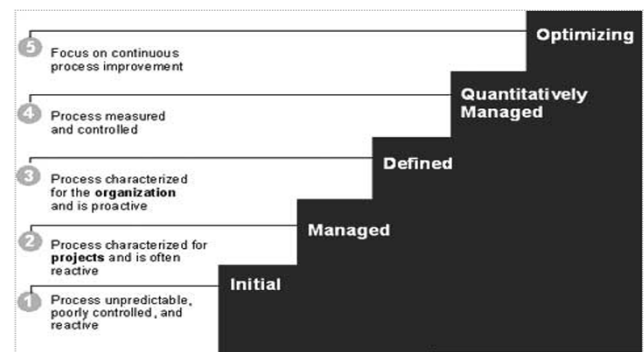 Optimizing
5
Focus on continuous
process improvement
Quantitatively
Managed
4
Process measured
and controlled
Defined
3
Process characterized
for the organization
and is proactive
Managed
2
Process characterized for
projects and is often
reactive
Initial
1
Process unpredictable,
poorly controlled, and
reactive